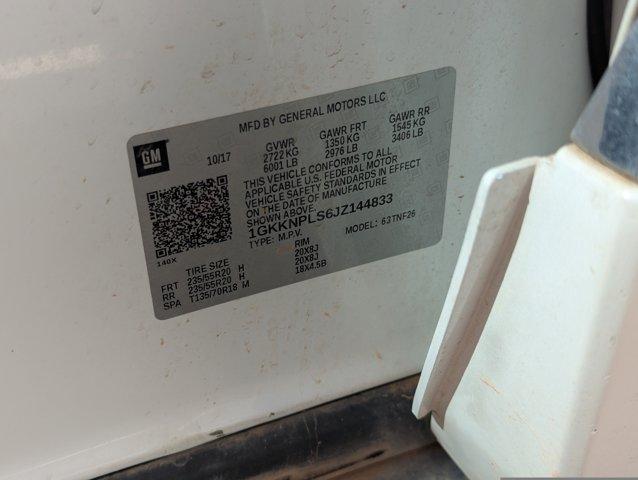 MFD BY GENERAL MOTORS LLC
GM
10/17
GVWR GAWR FRT GAWR RR
2722 KG 1350 KG 1545 KG
6001 LB 2976 LB 3406 LB
THIS VEHICLE CONFORMS TO ALL
APPLICABLE U.S. FEDERAL MOTOR
VEHICLE SAFETY STANDARDS IN EFFECT
ON THE DATE OF MANUFACTURE
SHOWN ABOVE.
1GKKNPLS6JZ144833
TYPE: M.P.V. MODEL: 63TNF26
140X
TIRE SIZE RIM
FRT 235/55R20 H 20X8J
RR 235/55R20 H 20X8J
SPA T135/70R18 M 18X4.5B